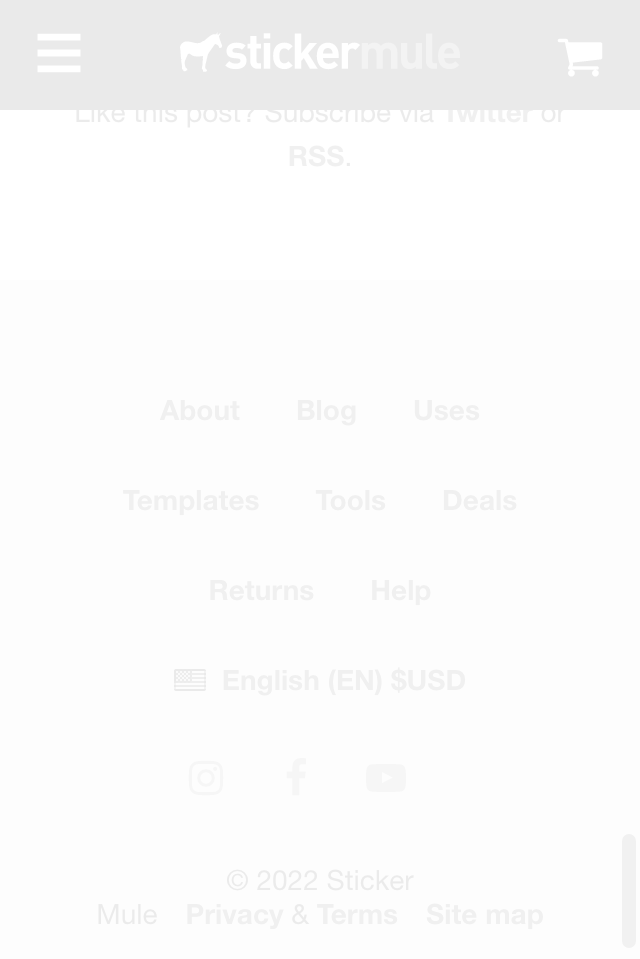 stickermule
Like this post? Subscribe via Twitter or
RSS.
About Blog Uses
Templates Tools Deals
Returns Help
English (EN) $USD
© 2022 Sticker
Mule Privacy & Terms Site map